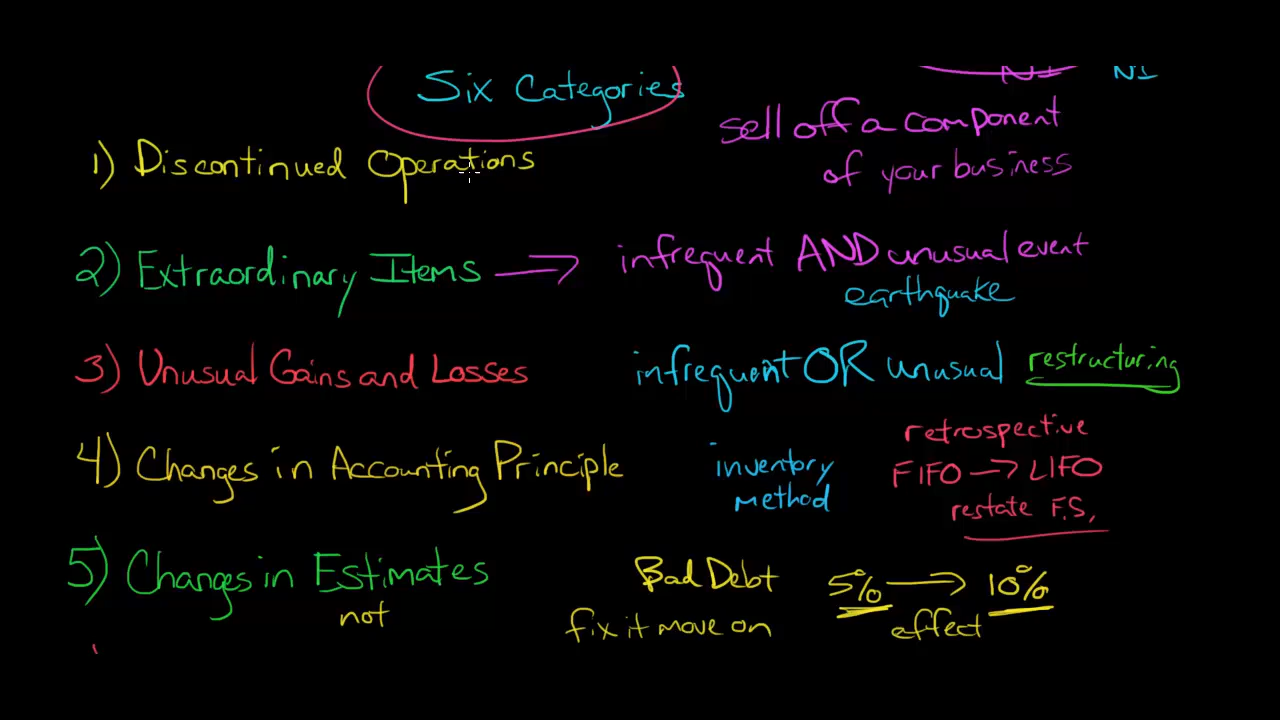 Six Categories
NI NI
sell off a component
of your business
1) Discontinued Operations
2) Extraordinary Items → infrequent AND unusual event
earthquake
3) Unusual Gains and Losses infrequent OR unusual restructuring
retrospective
4) Changes in Accounting Principle inventory FIFO → LIFO
method restate F.S.
5) Changes in Estimates Bad Debt 5% → 10%
not fix it move on effect